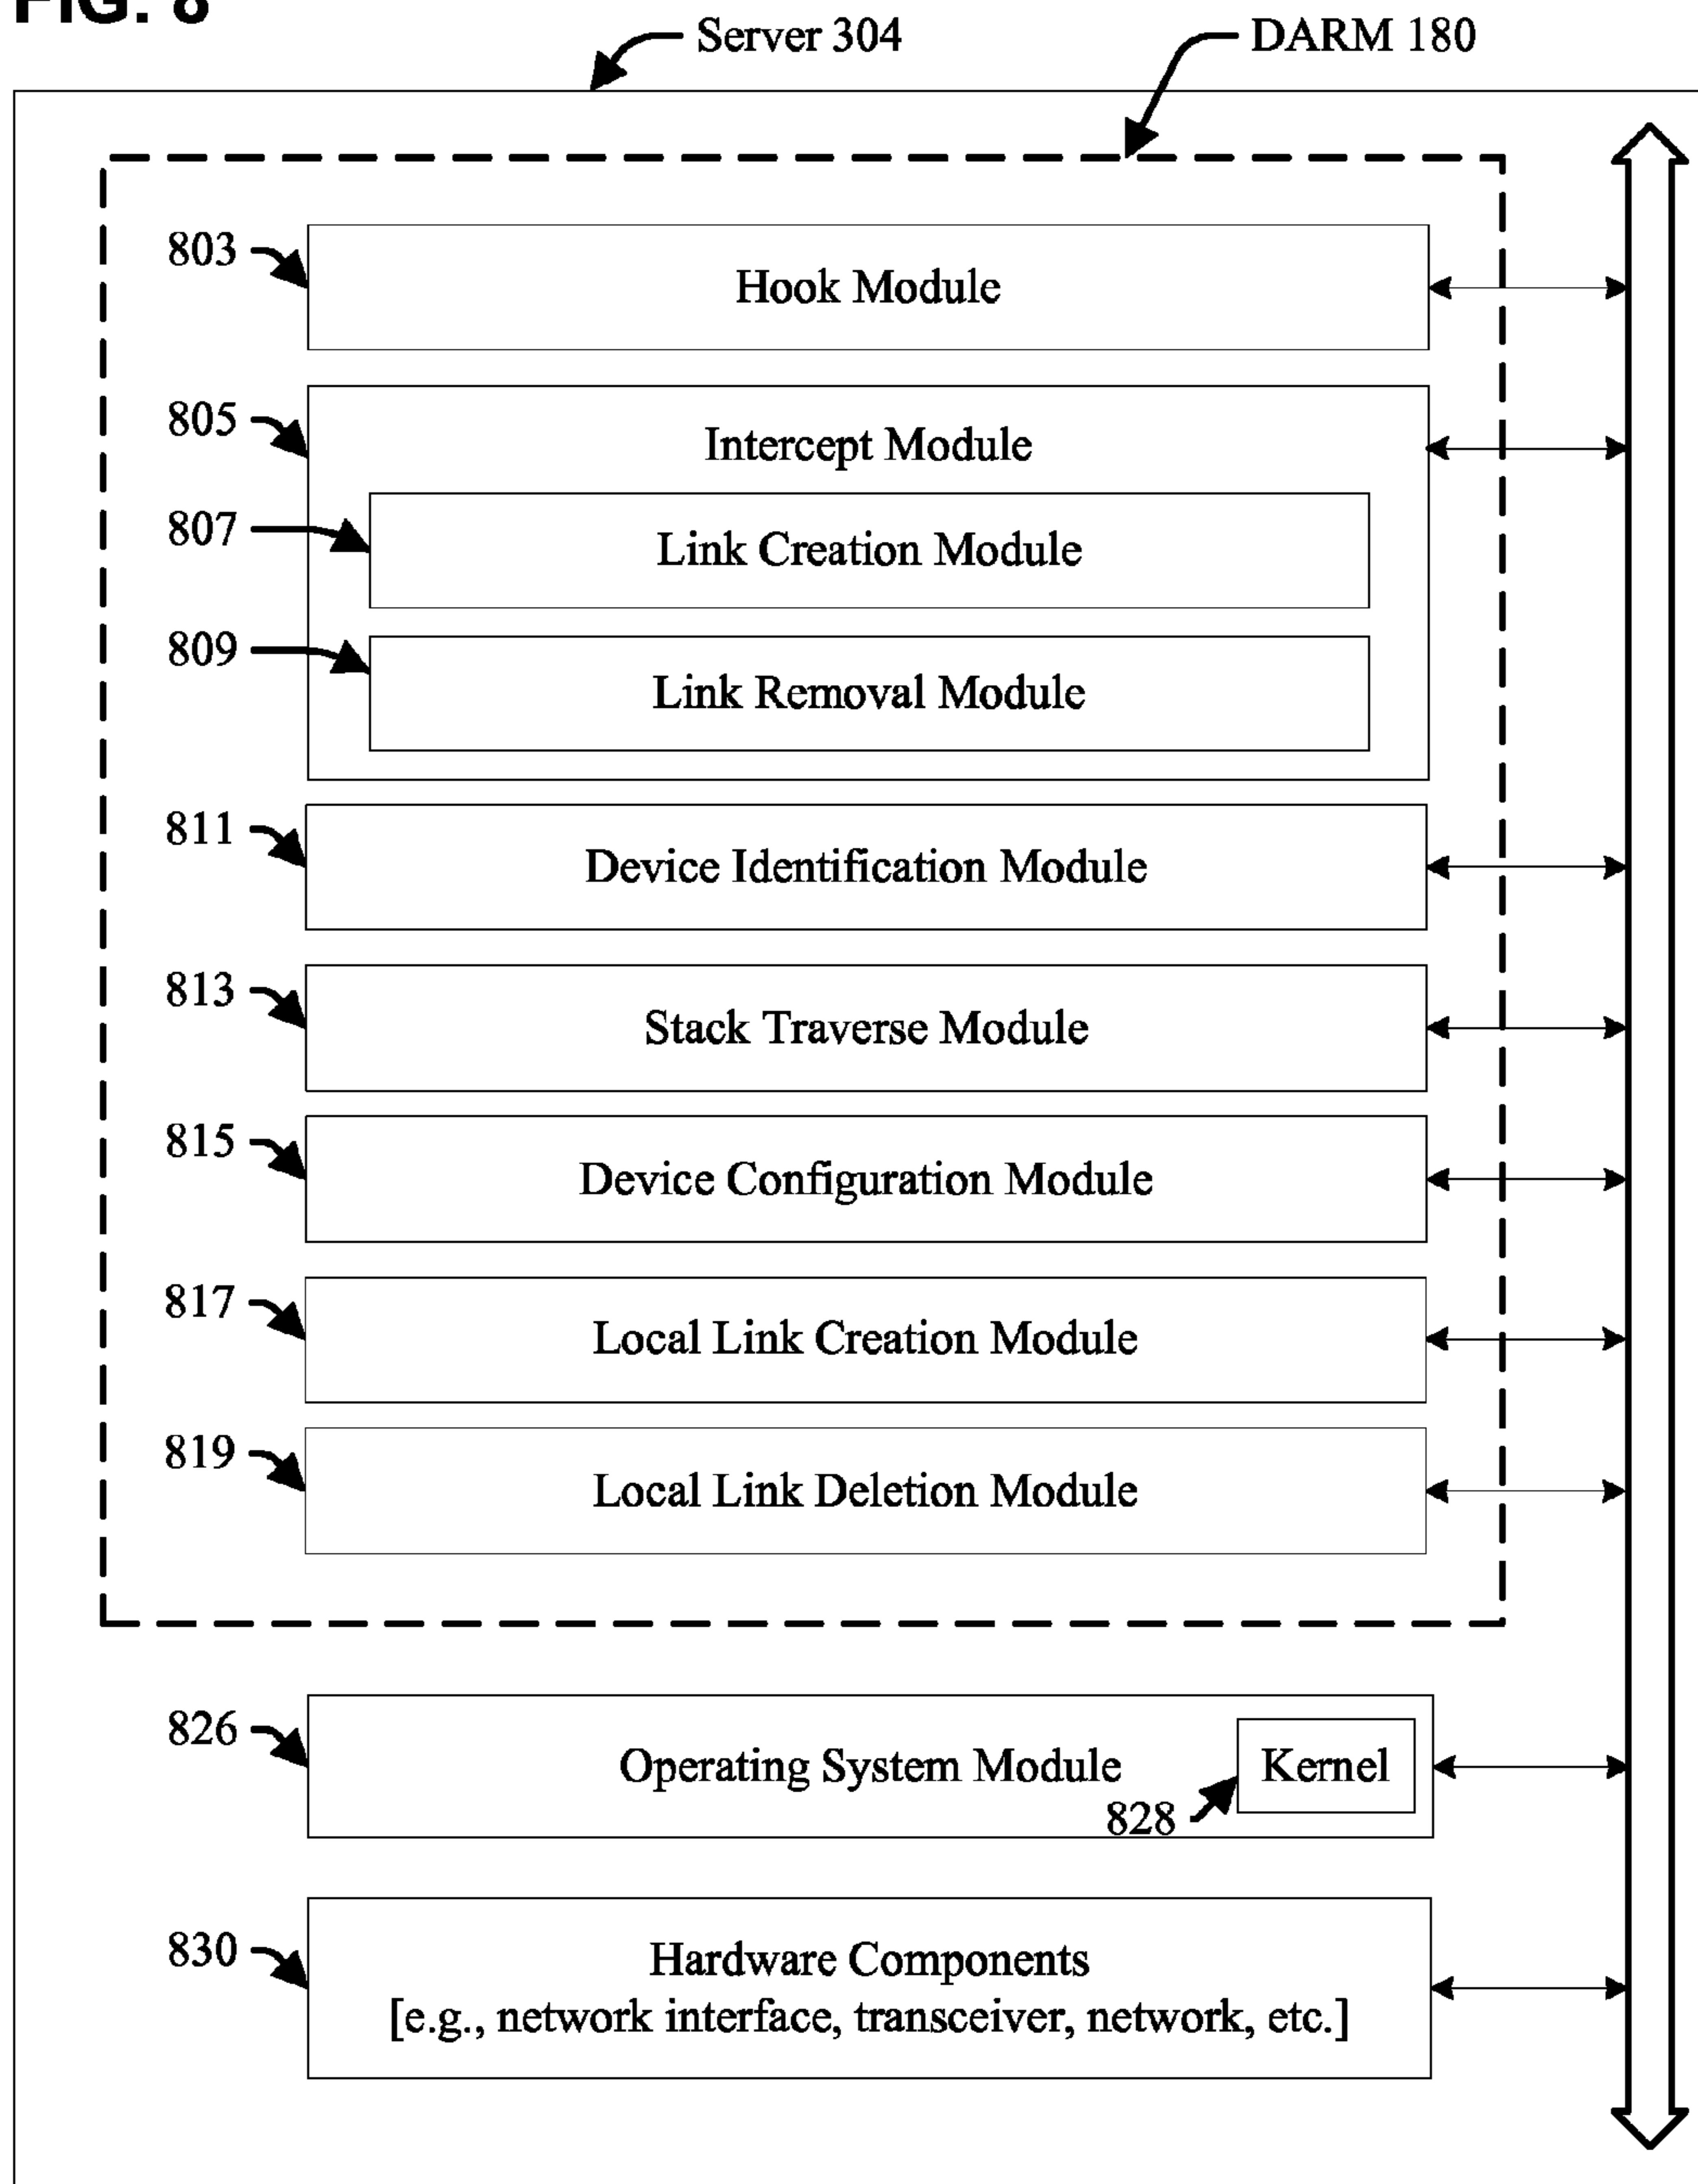 FIG. 8
Server 304
DARM 180
803
Hook Module
805
Intercept Module
807
Link Creation Module
809
Link Removal Module
811
Device Identification Module
813
Stack Traverse Module
815
Device Configuration Module
817
Local Link Creation Module
819
Local Link Deletion Module
826
Operating System Module
Kernel
828
830
Hardware Components
[e.g., network interface, transceiver, network, etc.]